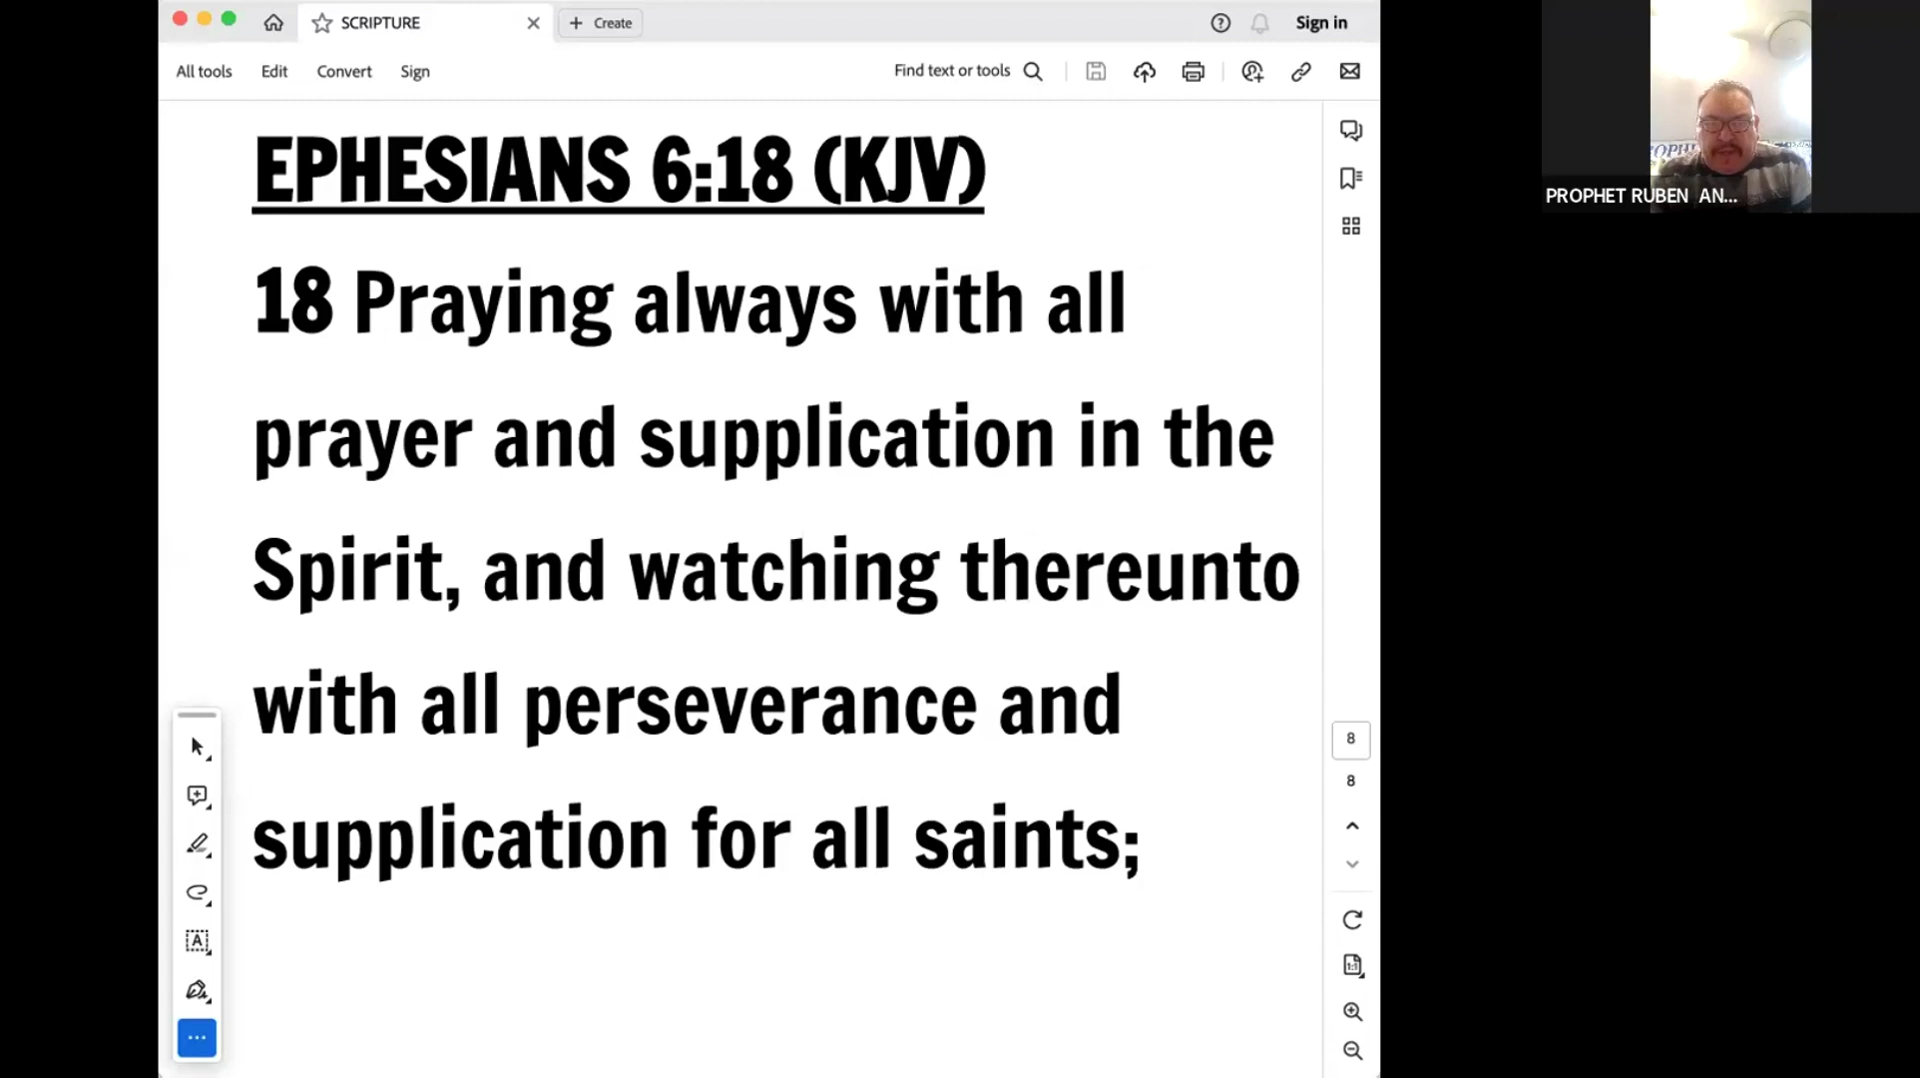 SCRIPTURE
Create
Sign in
All tools
Edit
Convert
Sign
Find text or tools
EPHESIANS 6:18 (KJV)
18 Praying always with all
prayer and supplication in the
Spirit, and watching thereunto
with all perseverance and
supplication for all saints;
8
8
PROPHET RUBEN AN...